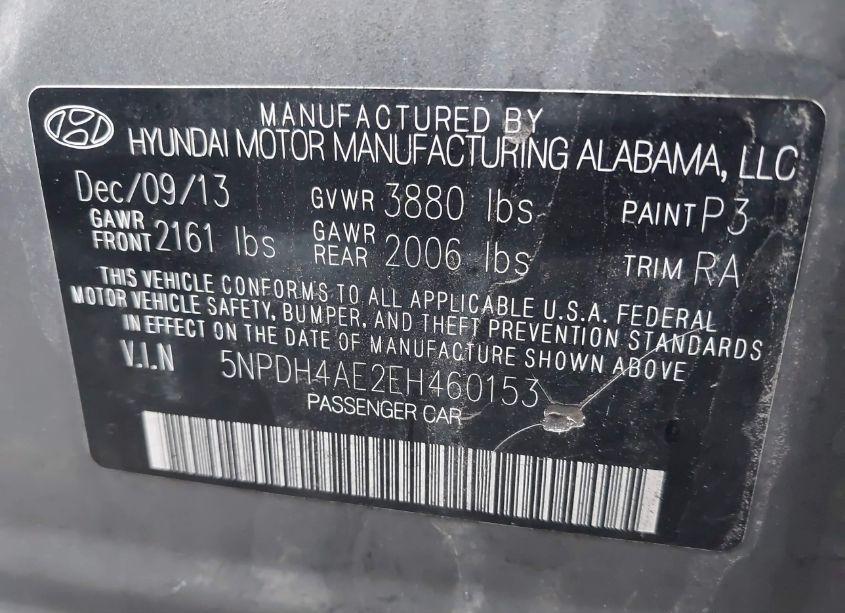 MANUFACTURED BY
HYUNDAI MOTOR MANUFACTURING ALABAMA, LLC
Dec/09/13 GVWR 3880 lbs PAINT P3
GAWR FRONT 2161 lbs GAWR REAR 2006 lbs TRIM RA
THIS VEHICLE CONFORMS TO ALL APPLICABLE U.S.A. FEDERAL
MOTOR VEHICLE SAFETY, BUMPER, AND THEFT PREVENTION STANDARDS
IN EFFECT ON THE DATE OF MANUFACTURE SHOWN ABOVE
V.I.N 5NPDH4AE2EH460153
PASSENGER CAR